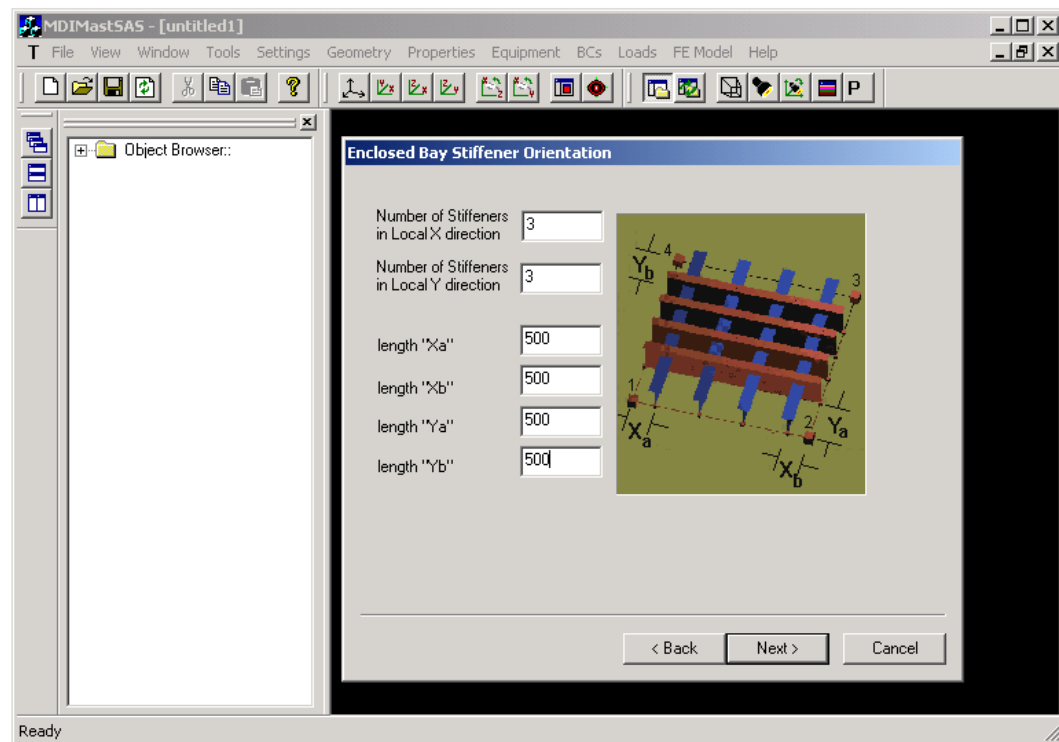 MDIMastSAS - [untitled1]
T File View Window Tools Settings Geometry Properties Equipment BCs Loads FE Model Help
P
Object Browser::
Enclosed Bay Stiffener Orientation
Number of Stiffeners
in Local X direction
3
Number of Stiffeners
in Local Y direction
3
length "Xa"
500
length "Xb"
500
length "Ya"
500
length "Yb"
500
4
Yb
3
1
2
Ya
Xa
Xb
< Back
Next >
Cancel
Ready